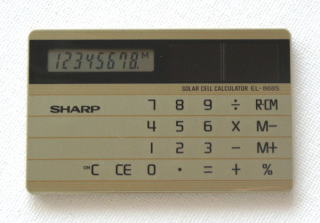 12345678. M
SOLAR CELL CALCULATOR EL-868S
SHARP 7 8 9 ÷ R·CM
4 5 6 X M−
1 2 3 − M+
ON C CE 0 · = + %